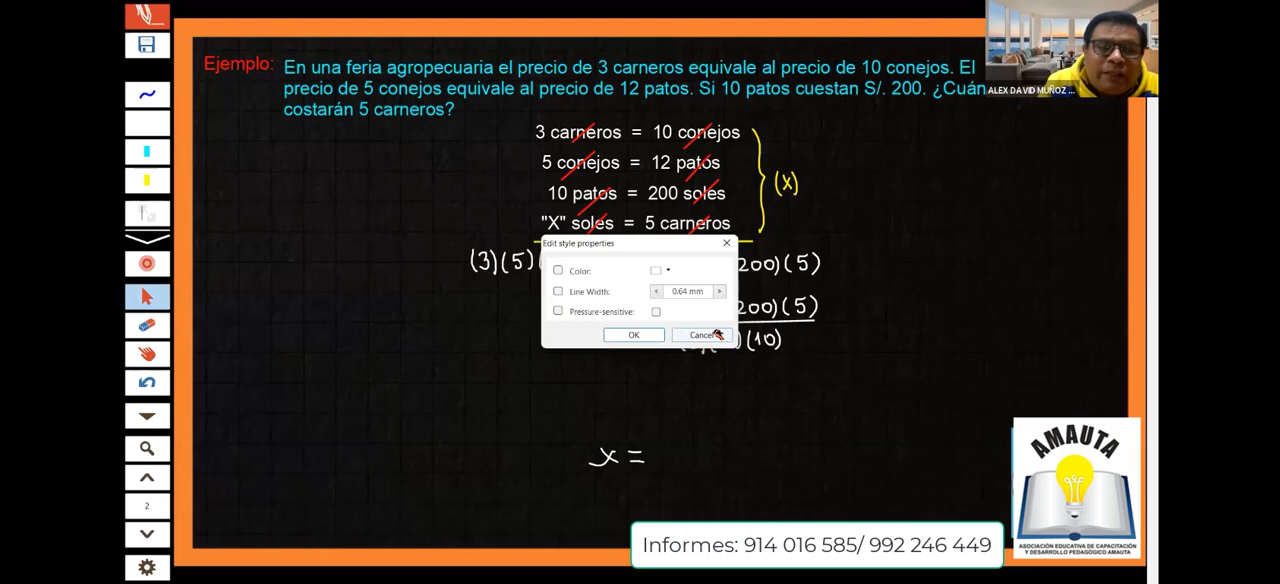 Ejemplo: En una feria agropecuaria el precio de 3 carneros equivale al precio de 10 conejos. El
precio de 5 conejos equivale al precio de 12 patos. Si 10 patos cuestan S/. 200. ¿Cuán
costarán 5 carneros?
ALEX DAVID MUÑOZ ...
3 carneros = 10 conejos
5 conejos = 12 patos
10 patos = 200 soles
"X" soles = 5 carneros
(X)
Edit style properties
(3)(5)( 200)(5)
Color:
Line Width: 0.64 mm
200)(5)
Pressure-sensitive:
OK Cancel
)(10)
x =
2
AMAUTA
ASOCIACIÓN EDUCATIVA DE CAPACITACIÓN
Y DESARROLLO PEDAGÓGICO AMAUTA
Informes: 914 016 585/ 992 246 449